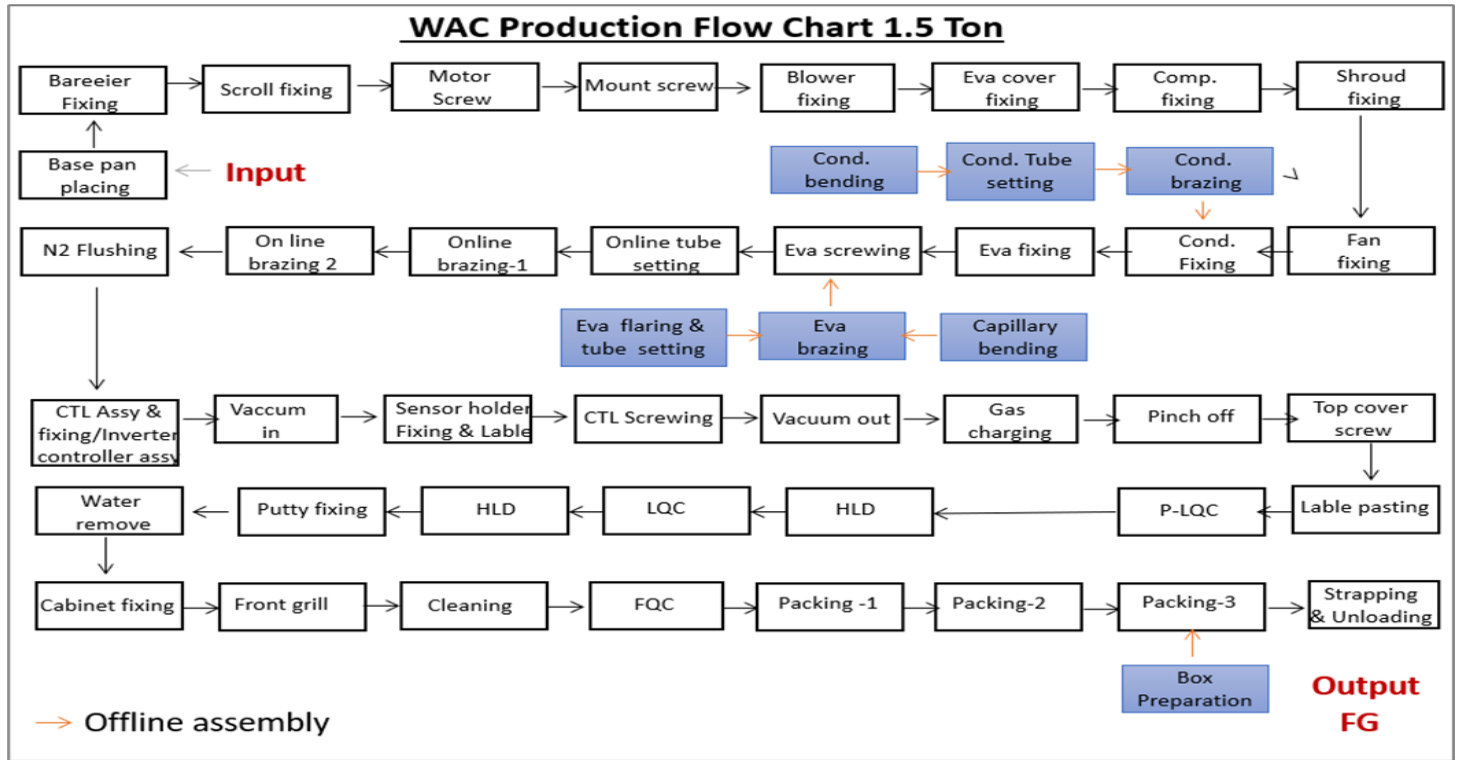 WAC Production Flow Chart 1.5 Ton
Bareeier
Fixing
Scroll fixing
Motor
Screw
Mount screw
Blower
fixing
Eva cover
fixing
Comp.
fixing
Shroud
fixing
Base pan
placing
Input
Cond.
bending
Cond. Tube
setting
Cond.
brazing
N2 Flushing
On line
brazing 2
Online
brazing-1
Online tube
setting
Eva screwing
Eva fixing
Cond.
Fixing
Fan
fixing
Eva flaring &
tube setting
Eva
brazing
Capillary
bending
CTL Assy &
fixing/Inverter
controller assy
Vaccum
in
Sensor holder
Fixing & Lable
CTL Screwing
Vacuum out
Gas
charging
Pinch off
Top cover
screw
Water
remove
Putty fixing
HLD
LQC
HLD
P-LQC
Lable pasting
Cabinet fixing
Front grill
Cleaning
FQC
Packing -1
Packing-2
Packing-3
Strapping
& Unloading
Box
Preparation
Output
FG
Offline assembly